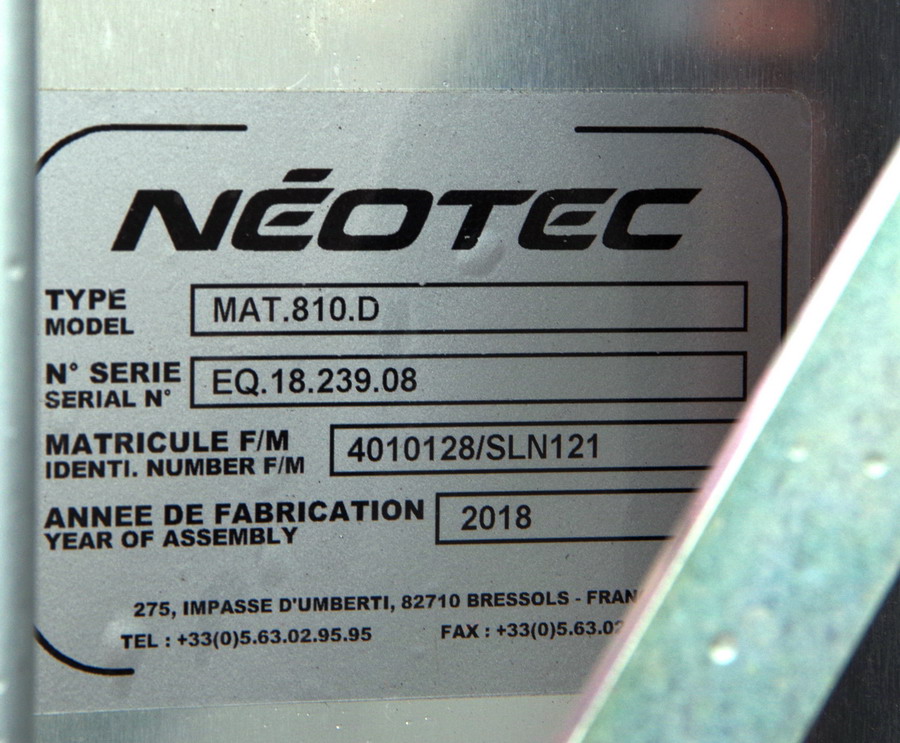 NÉOTEC
TYPE MAT.810.D
MODEL
N° SERIE EQ.18.239.08
SERIAL N°
MATRICULE F/M 4010128/SLN121
IDENTI. NUMBER F/M
ANNEE DE FABRICATION 2018
YEAR OF ASSEMBLY
275, IMPASSE D'UMBERTI, 82710 BRESSOLS - FRAN
TEL : +33(0)5.63.02.95.95 FAX : +33(0)5.63.02